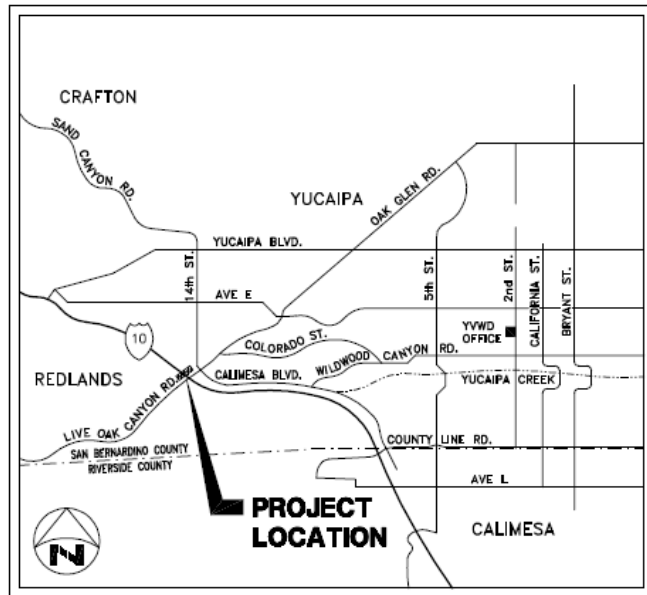 CRAFTON
SAND CANYON RD.
YUCAIPA
OAK GLEN RD.
YUCAIPA BLVD.
14th ST.
AVE E
5th ST.
2nd ST.
CALIFORNIA ST.
BRYANT ST.
10
COLORADO ST.
YVWD
OFFICE
WILDWOOD CANYON RD.
REDLANDS
CALIMESA BLVD.
YUCAIPA CREEK
LIVE OAK CANYON RD.
COUNTY LINE RD.
SAN BERNARDINO COUNTY
RIVERSIDE COUNTY
AVE L
PROJECT
LOCATION
CALIMESA
N